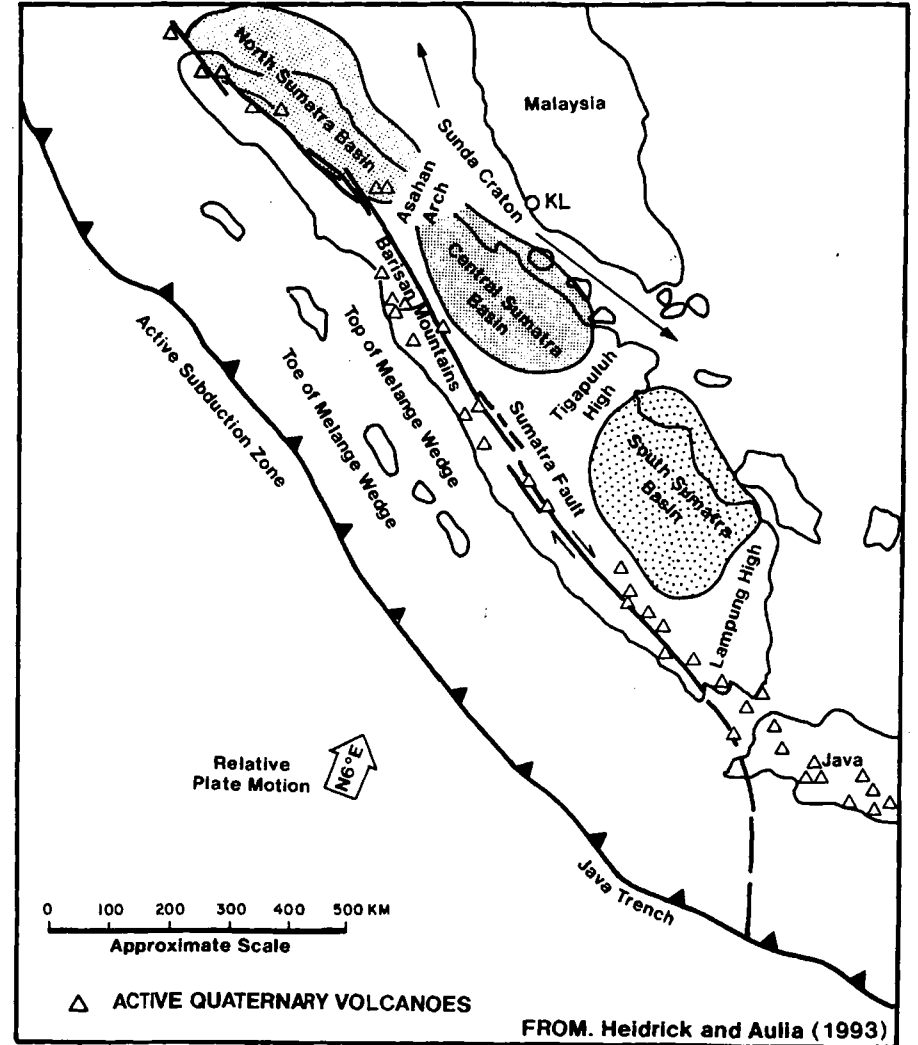 North Sumatra Basin
Malaysia
Sunda Craton
KL
Asahan
Arch
Central Sumatra
Basin
Barisan Mountains
Top of Melange Wedge
Toe of Melange Wedge
Active Subduction Zone
Tigapuluh
High
Sumatra Fault
South Sumatra
Basin
Lampung High
Relative
Plate Motion
N6°E
Java
Java Trench
0 100 200 300 400 500 KM
Approximate Scale
ACTIVE QUATERNARY VOLCANOES
FROM. Heidrick and Aulia (1993)